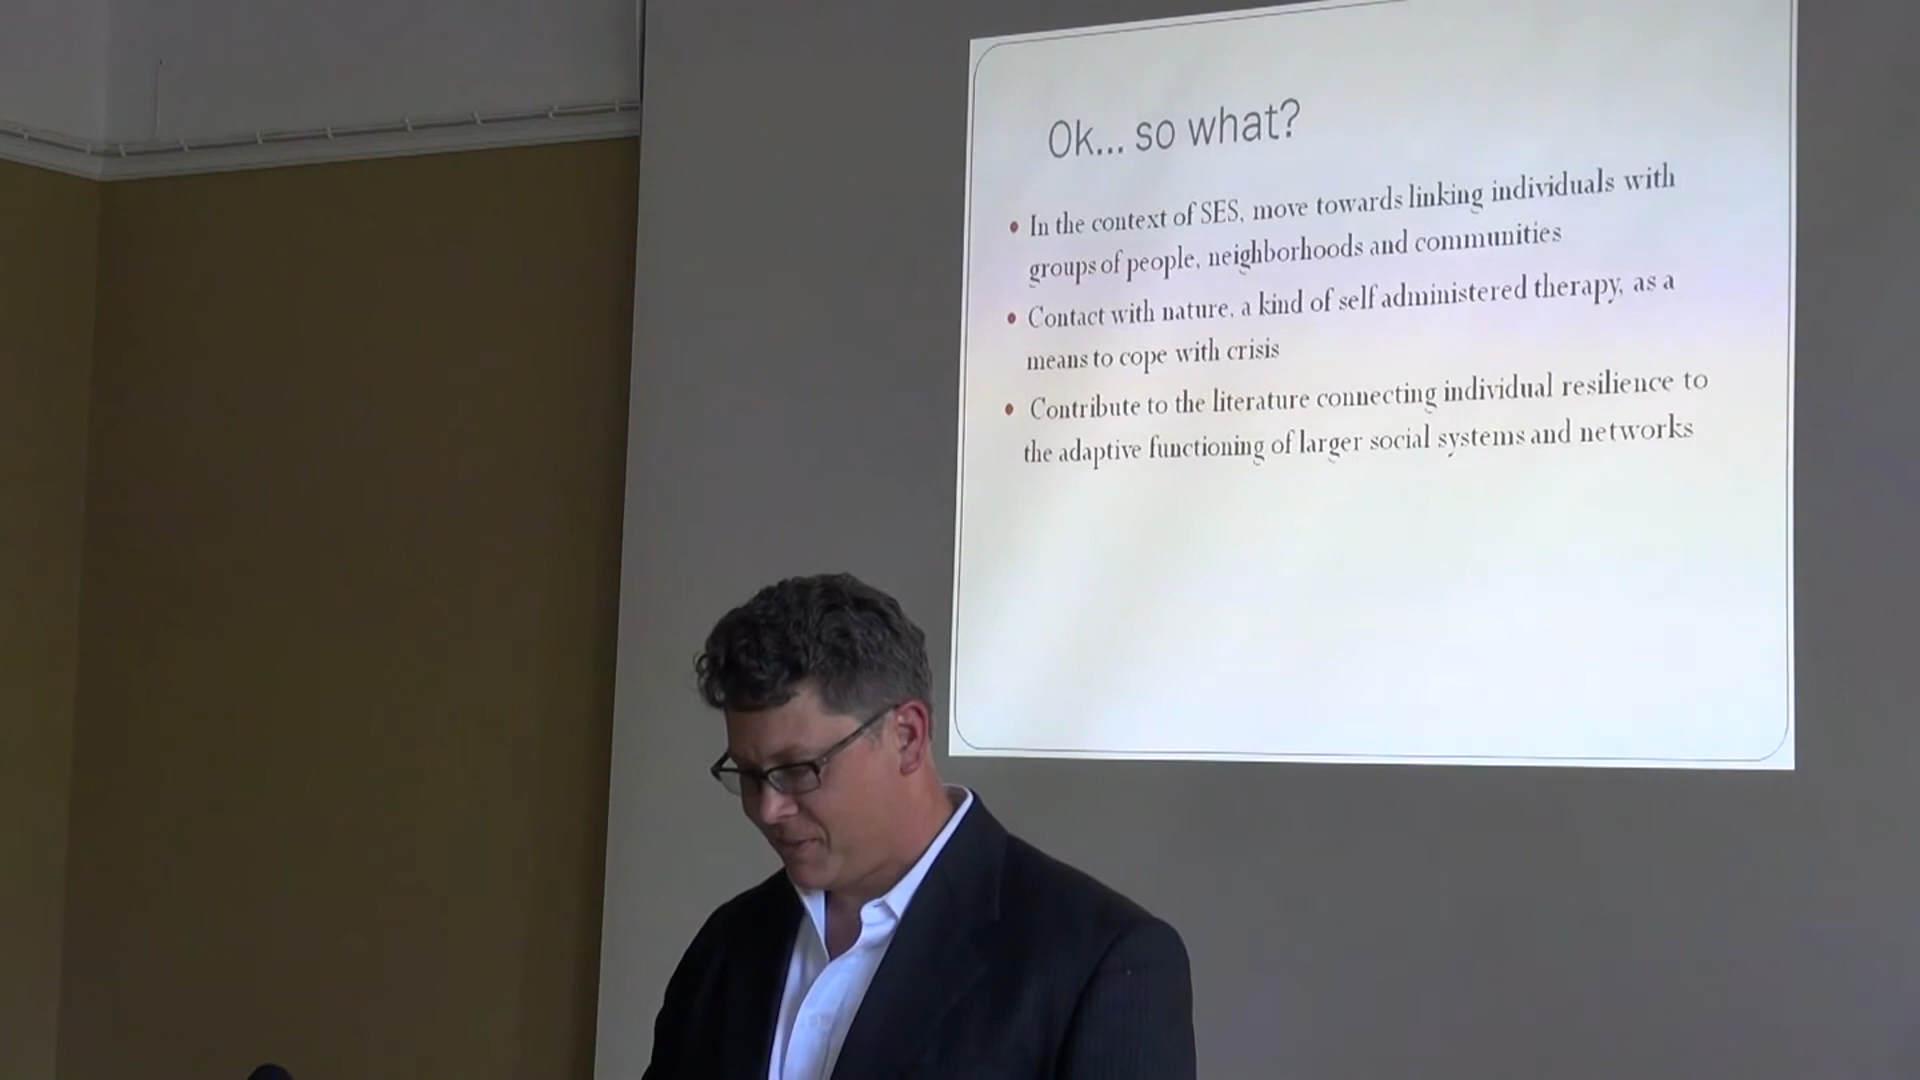 Ok... so what?
• In the context of SES, move towards linking individuals with
groups of people, neighborhoods and communities
• Contact with nature, a kind of self administered therapy, as a
means to cope with crisis
• Contribute to the literature connecting individual resilience to
the adaptive functioning of larger social systems and networks